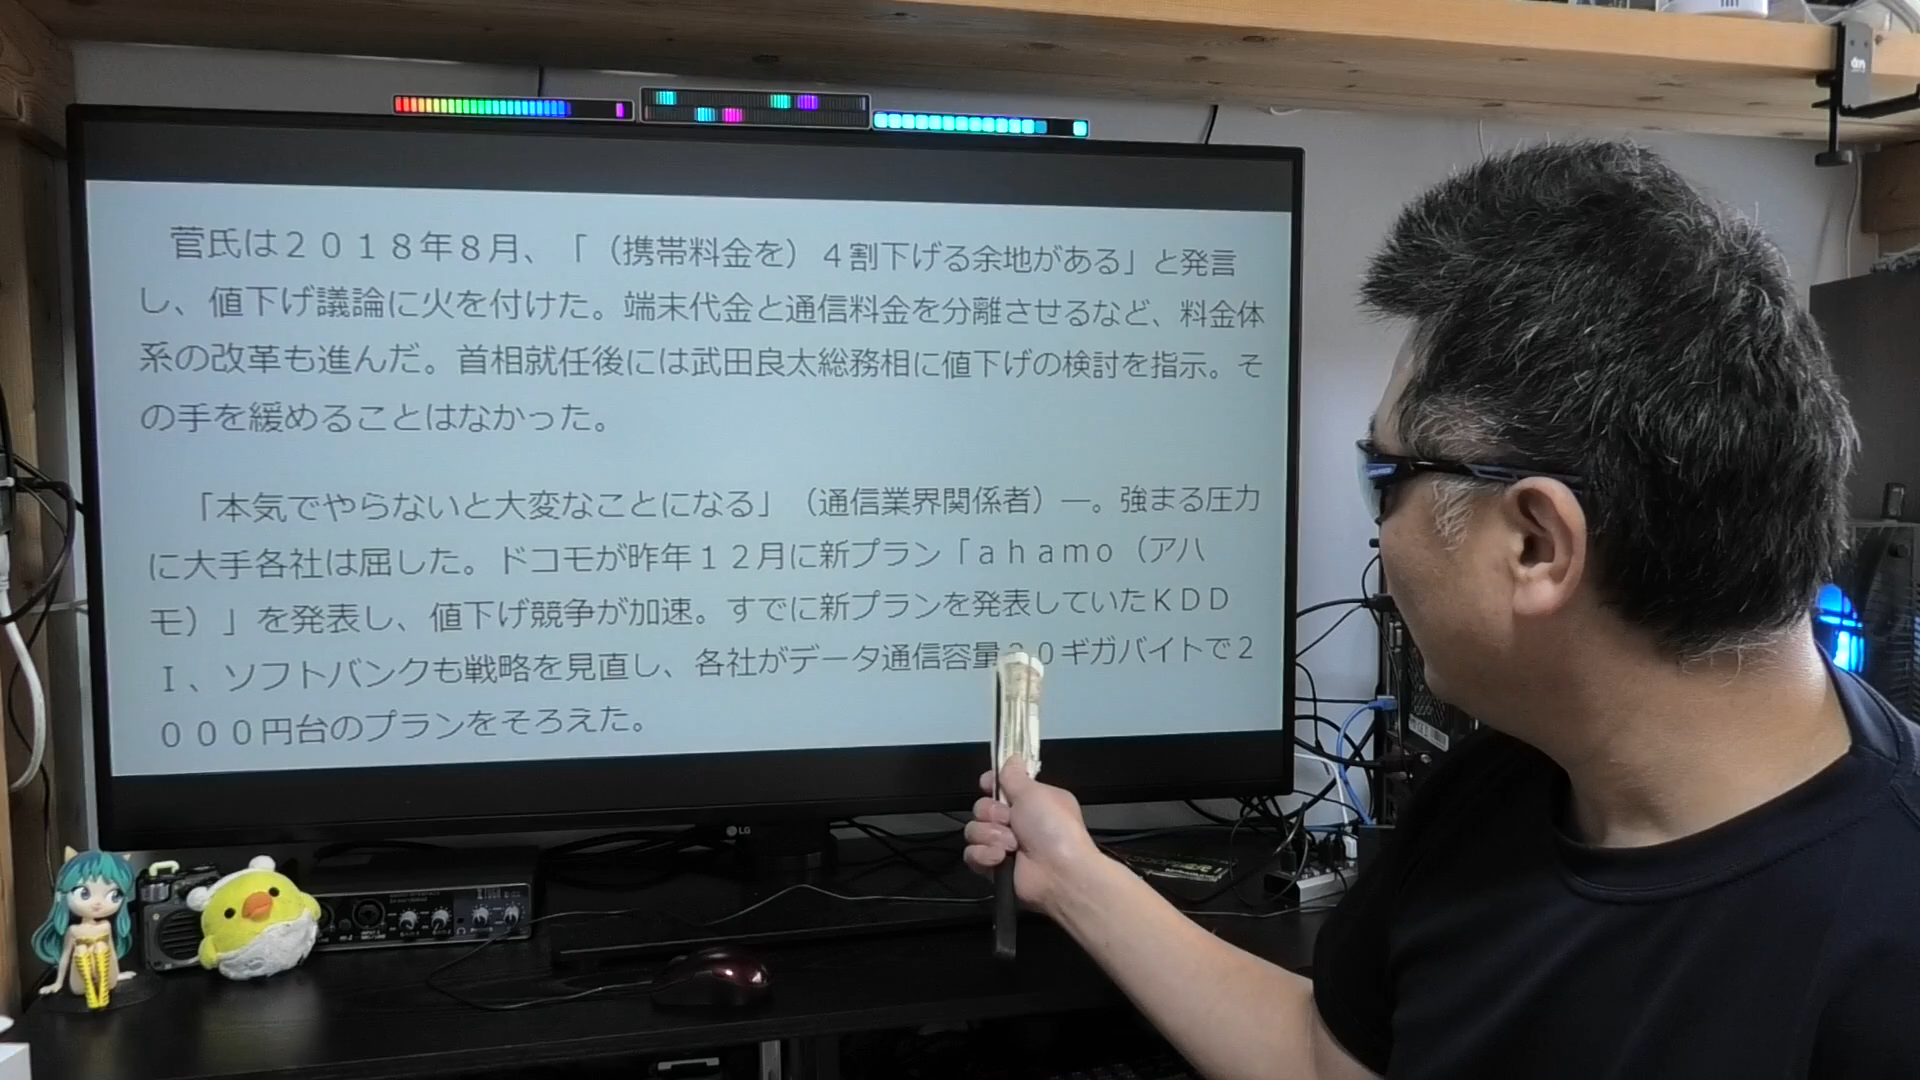 菅氏は２０１８年８月、「（携帯料金を）４割下げる余地がある」と発言
し、値下げ議論に火を付けた。端末代金と通信料金を分離させるなど、料金体
系の改革も進んだ。首相就任後には武田良太総務相に値下げの検討を指示。そ
の手を緩めることはなかった。
「本気でやらないと大変なことになる」（通信業界関係者）―。強まる圧力
に大手各社は屈した。ドコモが昨年１２月に新プラン「ａｈａｍｏ（アハ
モ）」を発表し、値下げ競争が加速。すでに新プランを発表していたＫＤＤ
Ｉ、ソフトバンクも戦略を見直し、各社がデータ通信容量２０ギガバイトで２
０００円台のプランをそろえた。
LG